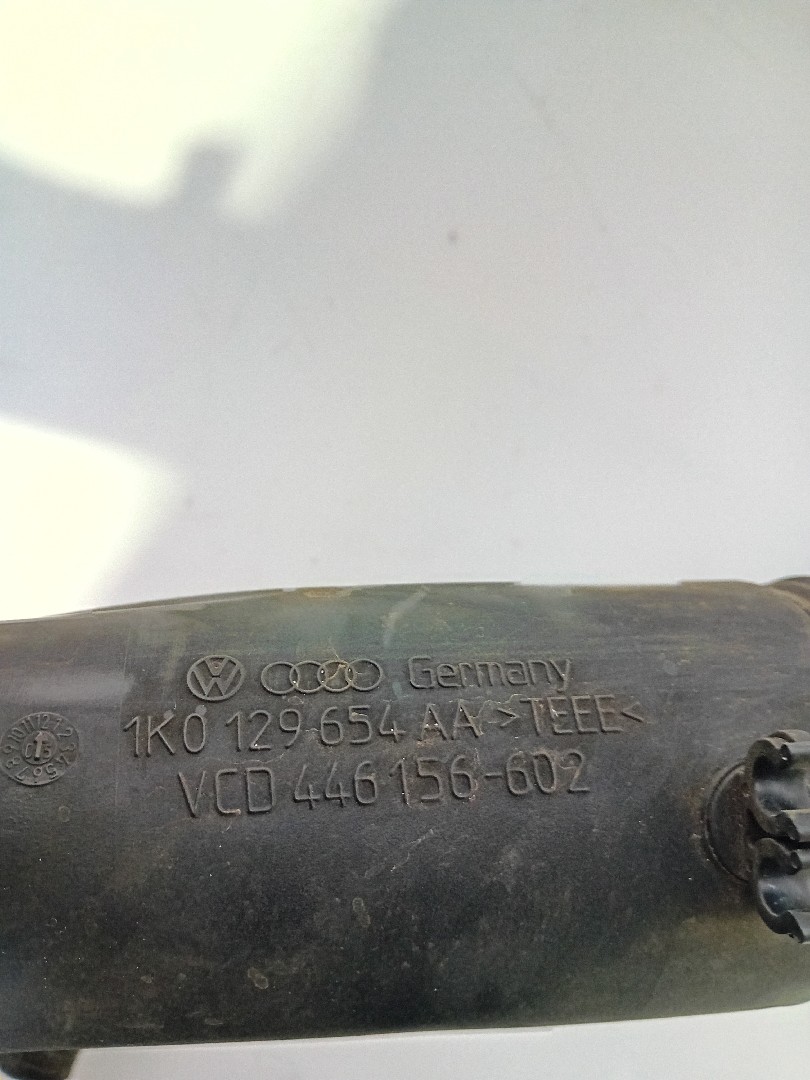 Germany
1K0 129 654 AA >TEEE<
VCD 446 156-602